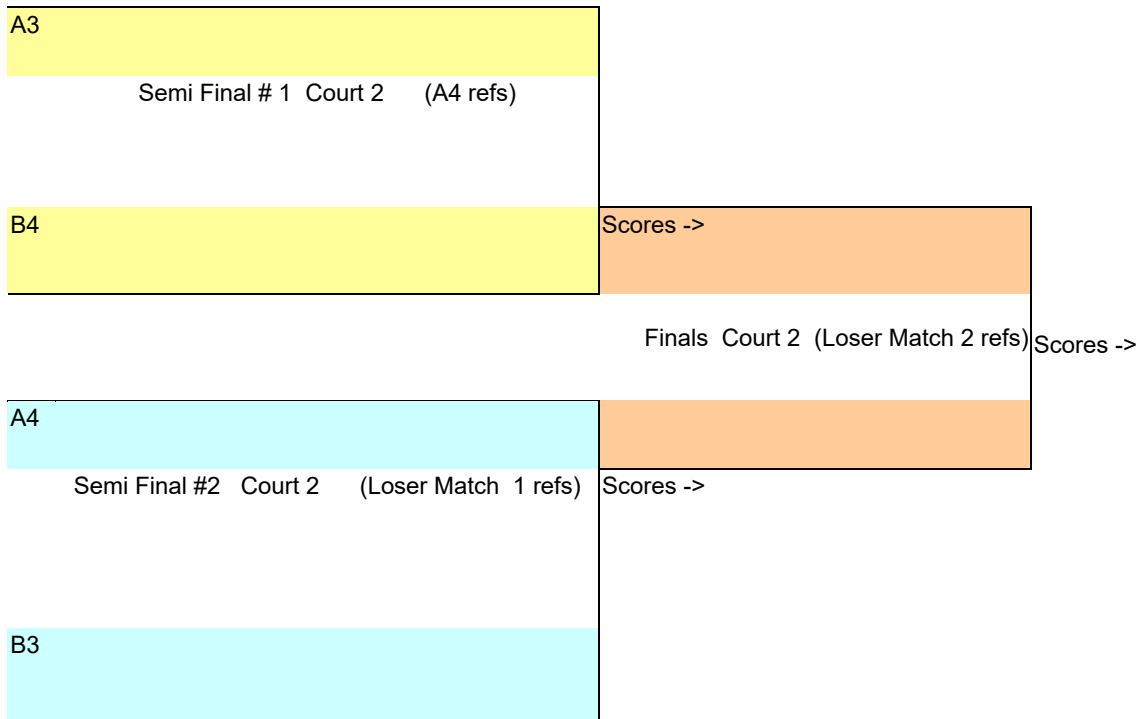 A3
Semi Final # 1  Court 2     (A4 refs)
B4
Scores ->
Finals  Court 2  (Loser Match 2 refs)
Scores ->
A4
Semi Final #2   Court 2     (Loser Match  1 refs)
Scores ->
B3